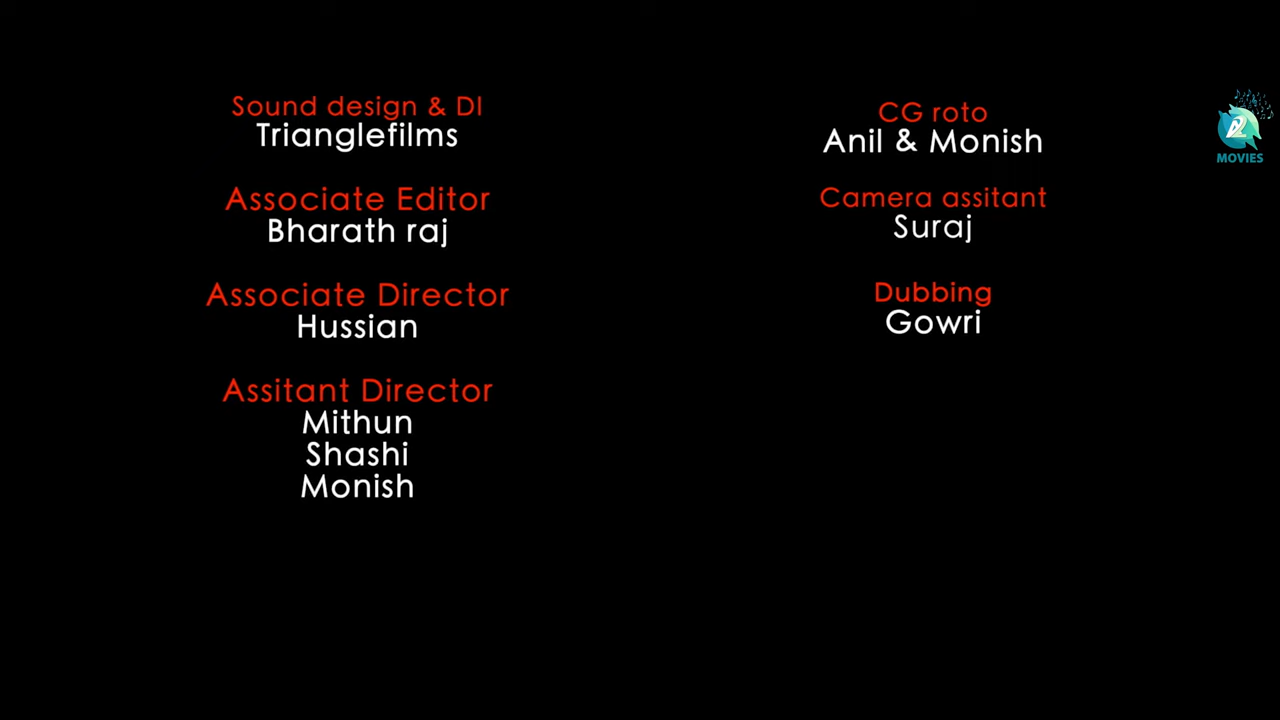 Sound design & DI
Trianglefilms
Associate Editor
Bharath raj
Associate Director
Hussian
Assitant Director
Mithun
Shashi
Monish
CG roto
Anil & Monish
Camera assitant
Suraj
Dubbing
Gowri
MOVIES